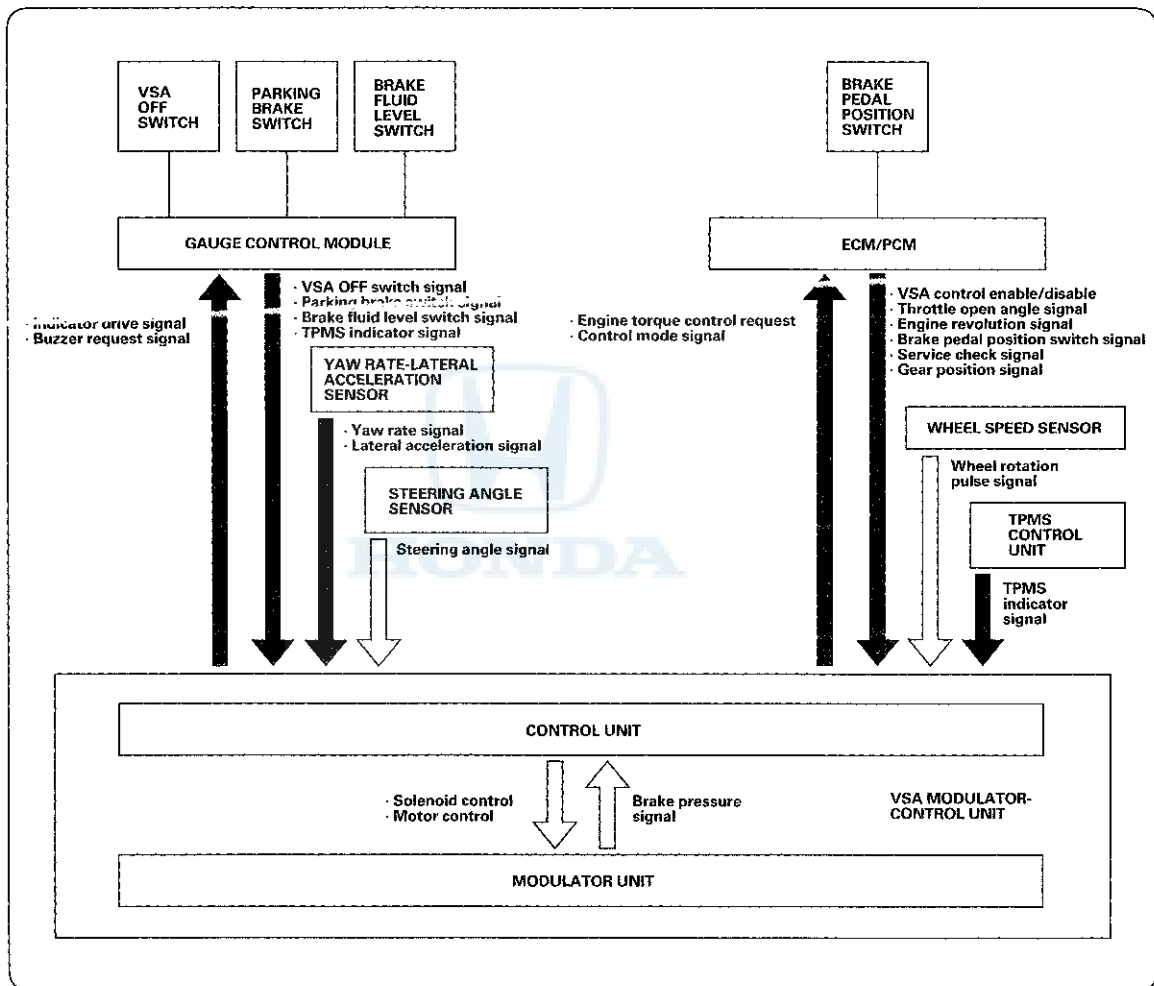 VSA
OFF
SWITCH
PARKING
BRAKE
SWITCH
BRAKE
FLUID
LEVEL
SWITCH
BRAKE
PEDAL
POSITION
SWITCH
GAUGE CONTROL MODULE
ECM/PCM
· Indicator drive signal
· Buzzer request signal
· VSA OFF switch signal
· Parking brake switch signal
· Brake fluid level switch signal
· TPMS indicator signal
· Engine torque control request
· Control mode signal
· VSA control enable/disable
· Throttle open angle signal
· Engine revolution signal
· Brake pedal position switch signal
· Service check signal
· Gear position signal
YAW RATE-LATERAL
ACCELERATION
SENSOR
· Yaw rate signal
· Lateral acceleration signal
WHEEL SPEED SENSOR
Wheel rotation
pulse signal
STEERING ANGLE
SENSOR
Steering angle signal
TPMS
CONTROL
UNIT
TPMS
indicator
signal
HONDA
CONTROL UNIT
· Solenoid control
· Motor control
Brake pressure
signal
VSA MODULATOR-
CONTROL UNIT
MODULATOR UNIT